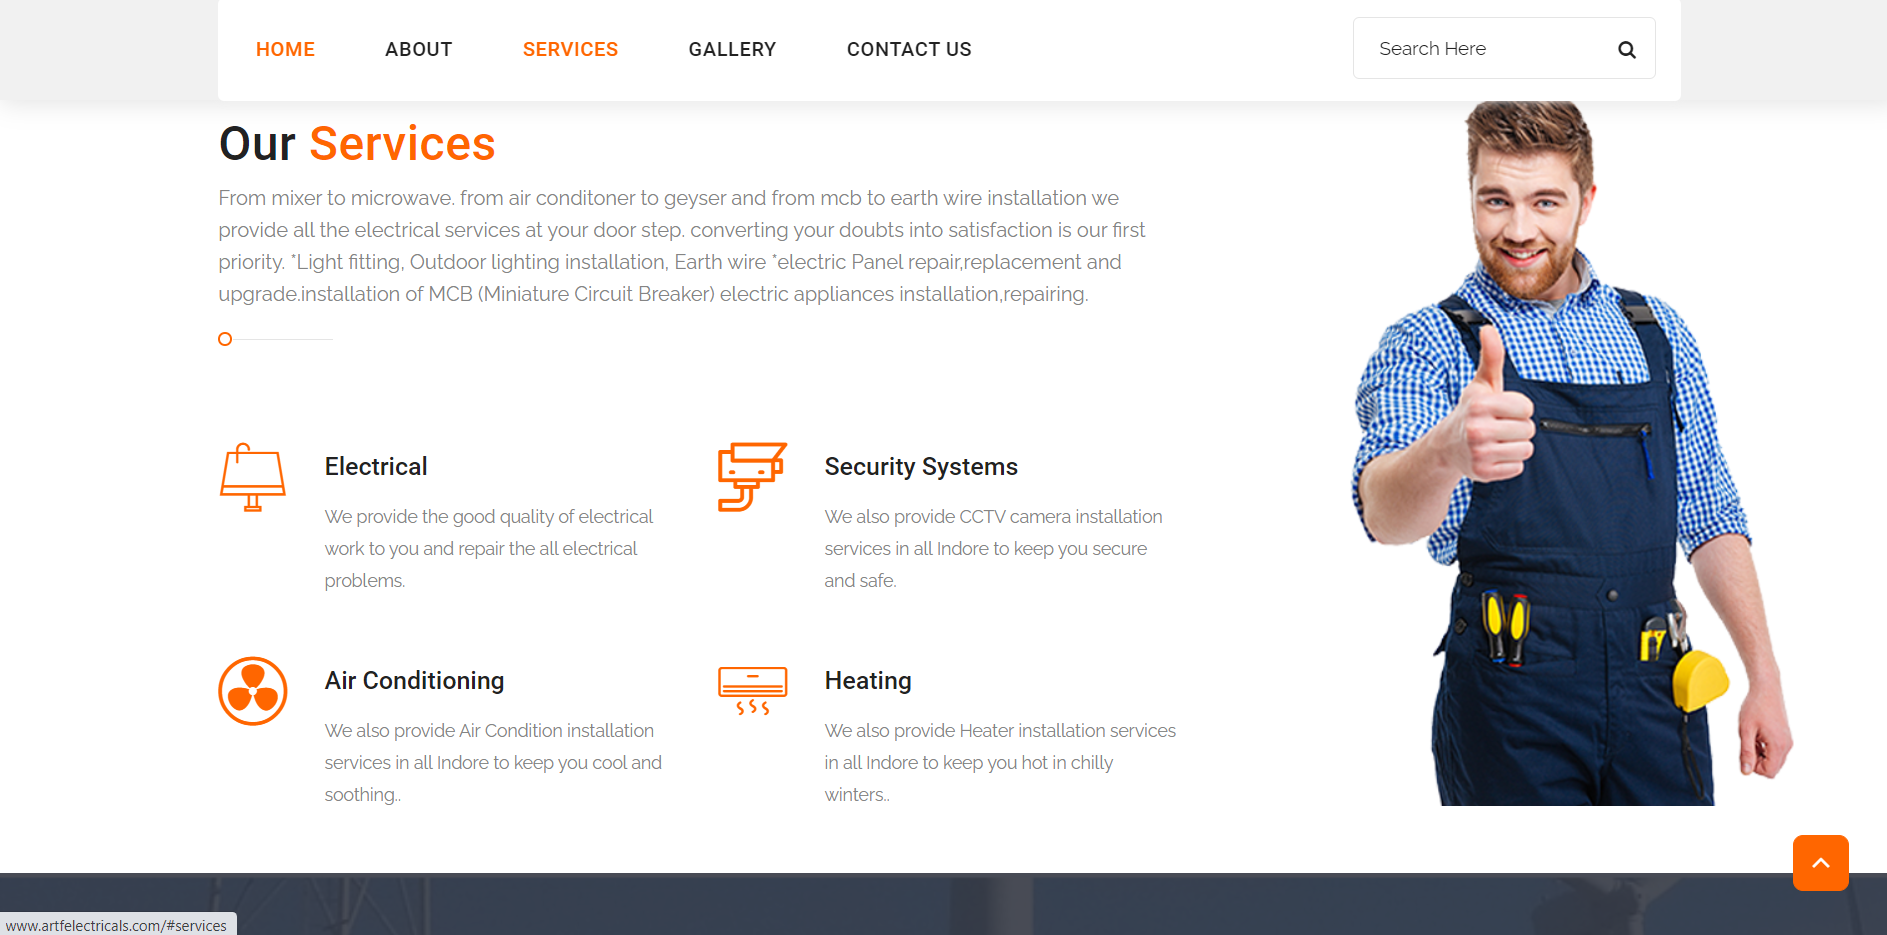 HOME ABOUT SERVICES GALLERY CONTACT US Search Here
Our Services
From mixer to microwave. from air conditoner to geyser and from mcb to earth wire installation we
provide all the electrical services at your door step. converting your doubts into satisfaction is our first
priority. *Light fitting, Outdoor lighting installation, Earth wire *electric Panel repair,replacement and
upgrade.installation of MCB (Miniature Circuit Breaker) electric appliances installation,repairing.
Electrical
We provide the good quality of electrical
work to you and repair the all electrical
problems.
Security Systems
We also provide CCTV camera installation
services in all Indore to keep you secure
and safe.
Air Conditioning
We also provide Air Condition installation
services in all Indore to keep you cool and
soothing..
Heating
We also provide Heater installation services
in all Indore to keep you hot in chilly
winters..
www.artfelectricals.com/#services